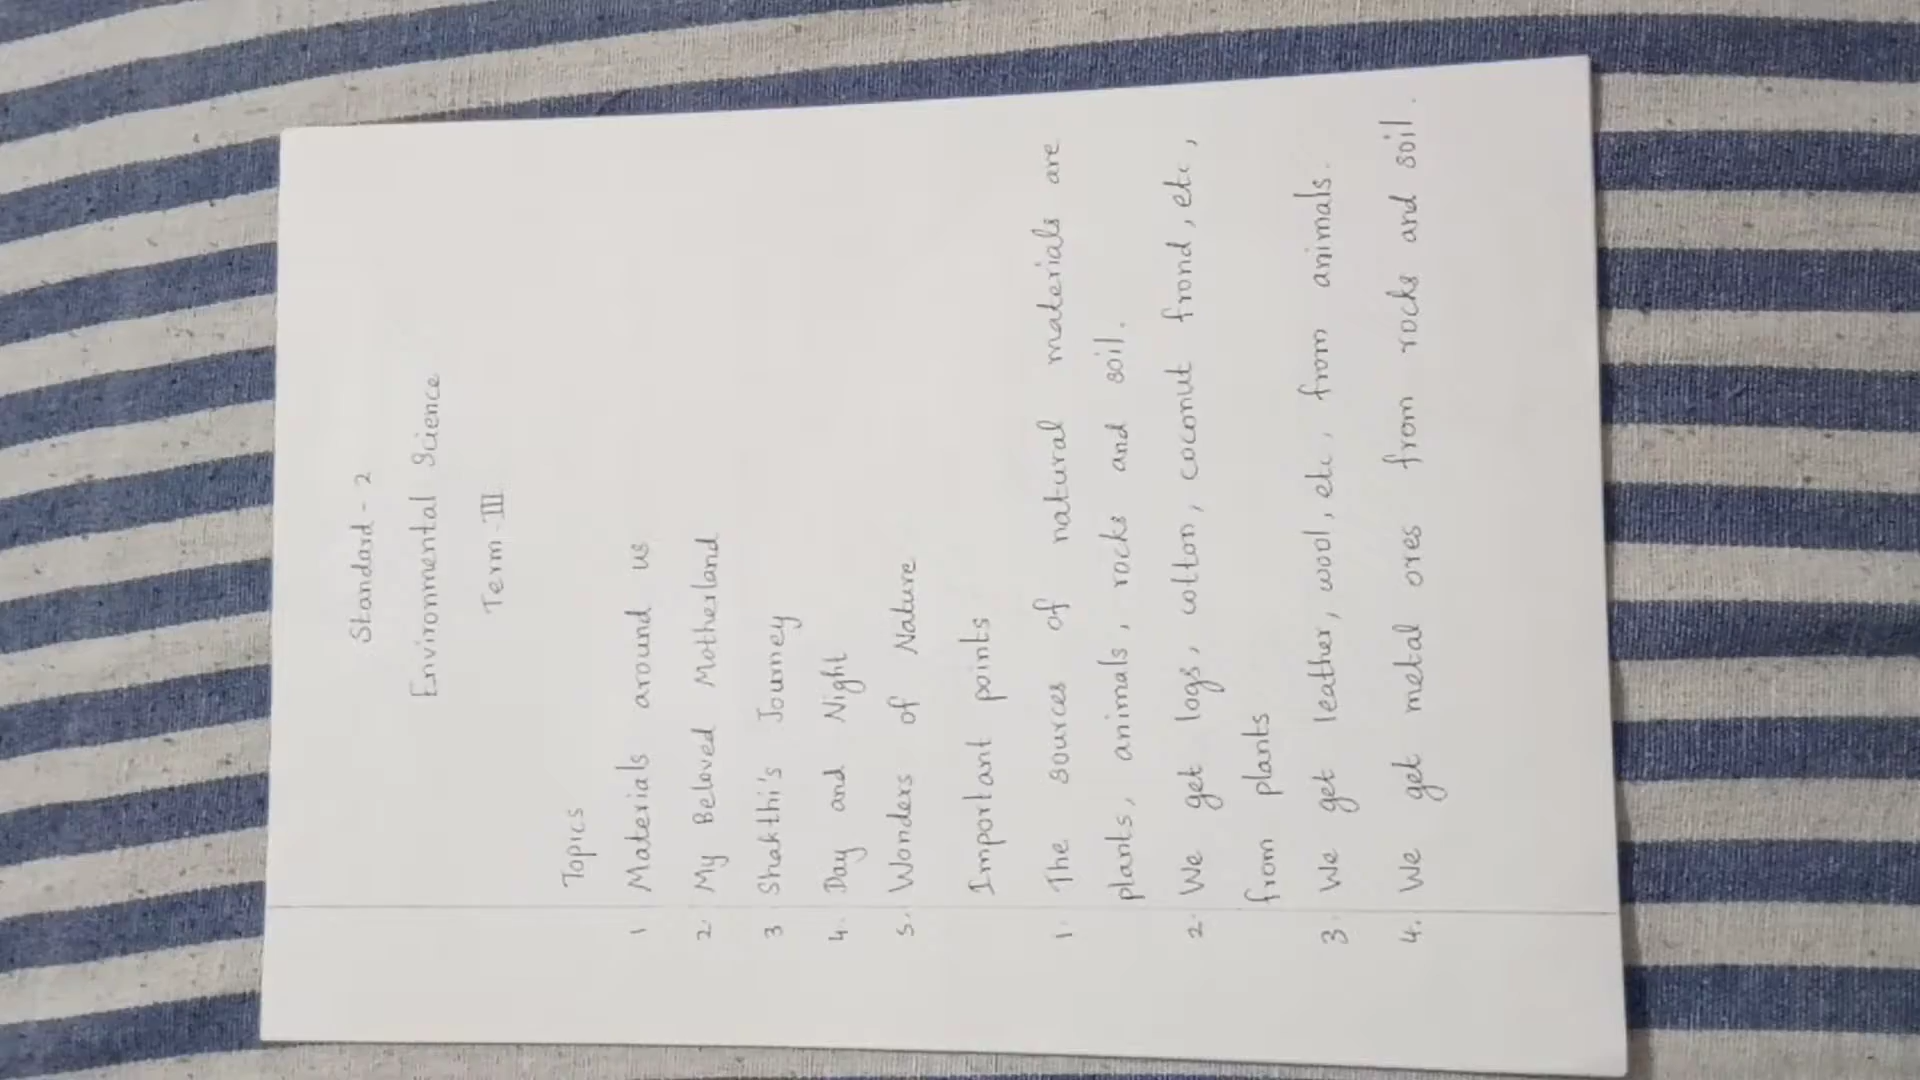 Standard - 2
Environmental Science
Term - III
Topics
1 Materials around us
2. My Beloved Motherland
3. Shakthi's Journey
4. Day and Night
5. Wonders of Nature
Important points
1. The sources of natural materials are
plants, animals, rocks and soil.
2. We get logs, cotton, coconut frond, etc,
from plants
3. We get leather, wool, etc, from animals.
4. We get metal ores from rocks and soil.